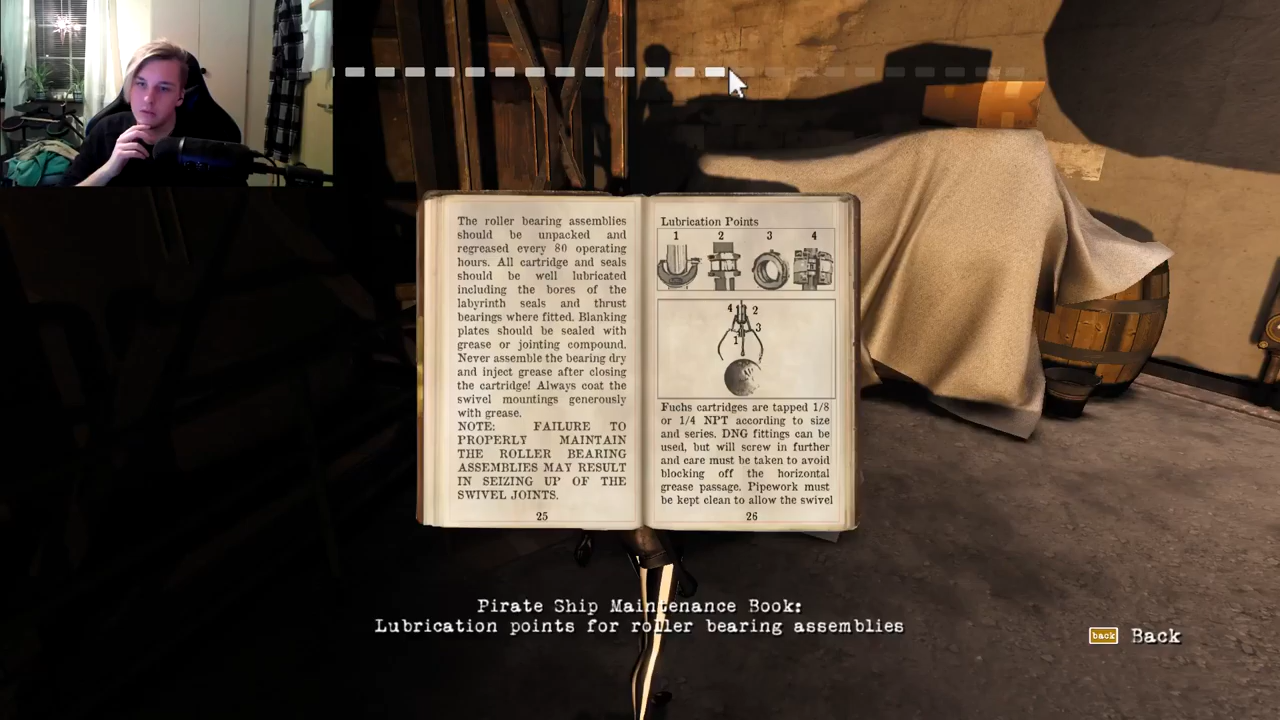 The roller bearing assemblies
should be unpacked and
regreased every 80 operating
hours. All cartridge and seals
should be well lubricated
including the bores of the
labyrinth seals and thrust
bearings where fitted. Blanking
plates should be sealed with
grease or jointing compound.
Never assemble the bearing dry
and inject grease after closing
the cartridge! Always coat the
swivel mountings generously
with grease.
NOTE: FAILURE TO
PROPERLY MAINTAIN
THE ROLLER BEARING
ASSEMBLIES MAY RESULT
IN SEIZING UP OF THE
SWIVEL JOINTS.
25
Lubrication Points
1 2 3 4
4 2
3
1
Fuchs cartridges are tapped 1/8
or 1/4 NPT according to size
and series. DNG fittings can be
used, but will screw in further
and care must be taken to avoid
blocking off the horizontal
grease passage. Pipework must
be kept clean to allow the swivel
26
Pirate Ship Maintenance Book:
Lubrication points for roller bearing assemblies
back Back